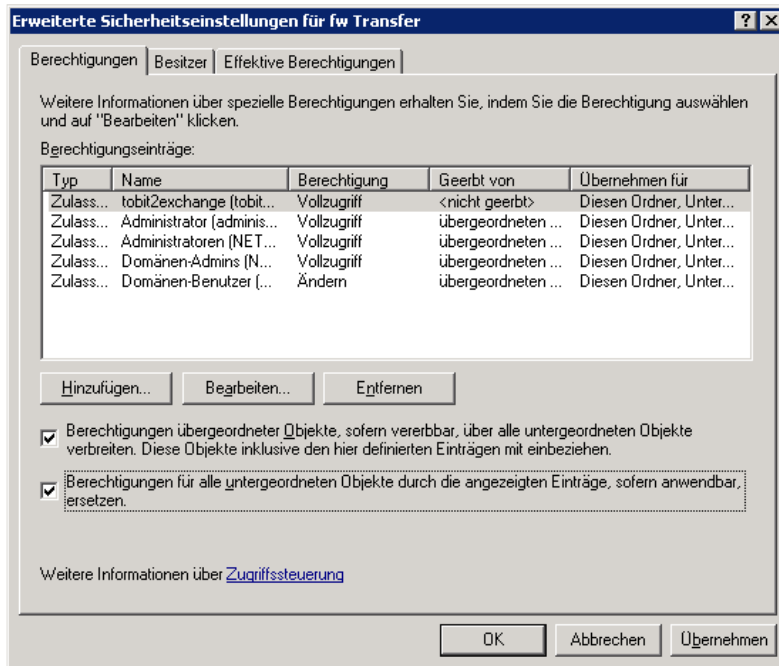 Erweiterte Sicherheitseinstellungen für fw Transfer
Berechtigungen Besitzer Effektive Berechtigungen
Weitere Informationen über spezielle Berechtigungen erhalten Sie, indem Sie die Berechtigung auswählen
und auf "Bearbeiten" klicken.
Berechtigungseinträge:
Typ Name Berechtigung Geerbt von Übernehmen für
Zulass... tobit2exchange (tobit... Vollzugriff <nicht geerbt> Diesen Ordner, Unter...
Zulass... Administrator (adminis... Vollzugriff übergeordneten ... Diesen Ordner, Unter...
Zulass... Administratoren (NET... Vollzugriff übergeordneten ... Diesen Ordner, Unter...
Zulass... Domänen-Admins (N... Vollzugriff übergeordneten ... Diesen Ordner, Unter...
Zulass... Domänen-Benutzer (... Ändern übergeordneten ... Diesen Ordner, Unter...
Hinzufügen... Bearbeiten... Entfernen
Berechtigungen übergeordneter Objekte, sofern vererbbar, über alle untergeordneten Objekte
verbreiten. Diese Objekte inklusive den hier definierten Einträgen mit einbeziehen.
Berechtigungen für alle untergeordneten Objekte durch die angezeigten Einträge, sofern anwendbar,
ersetzen.
Weitere Informationen über Zugriffssteuerung
OK Abbrechen Übernehmen